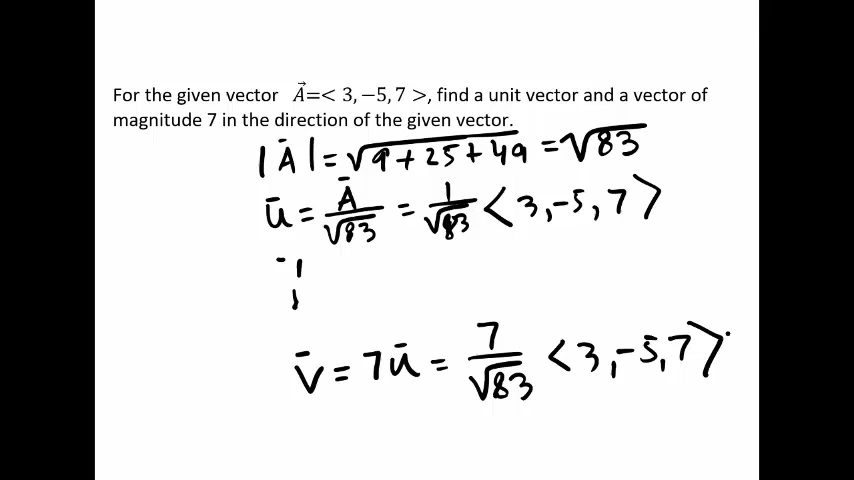 For the given vector A⃗=< 3, −5, 7 >, find a unit vector and a vector of
magnitude 7 in the direction of the given vector.
|A̅| = √(9 + 25 + 49) = √83
u̅ = A̅/√83 = 1/√83 <3, -5, 7>
v̅ = 7u̅ = 7/√83 <3, -5, 7>